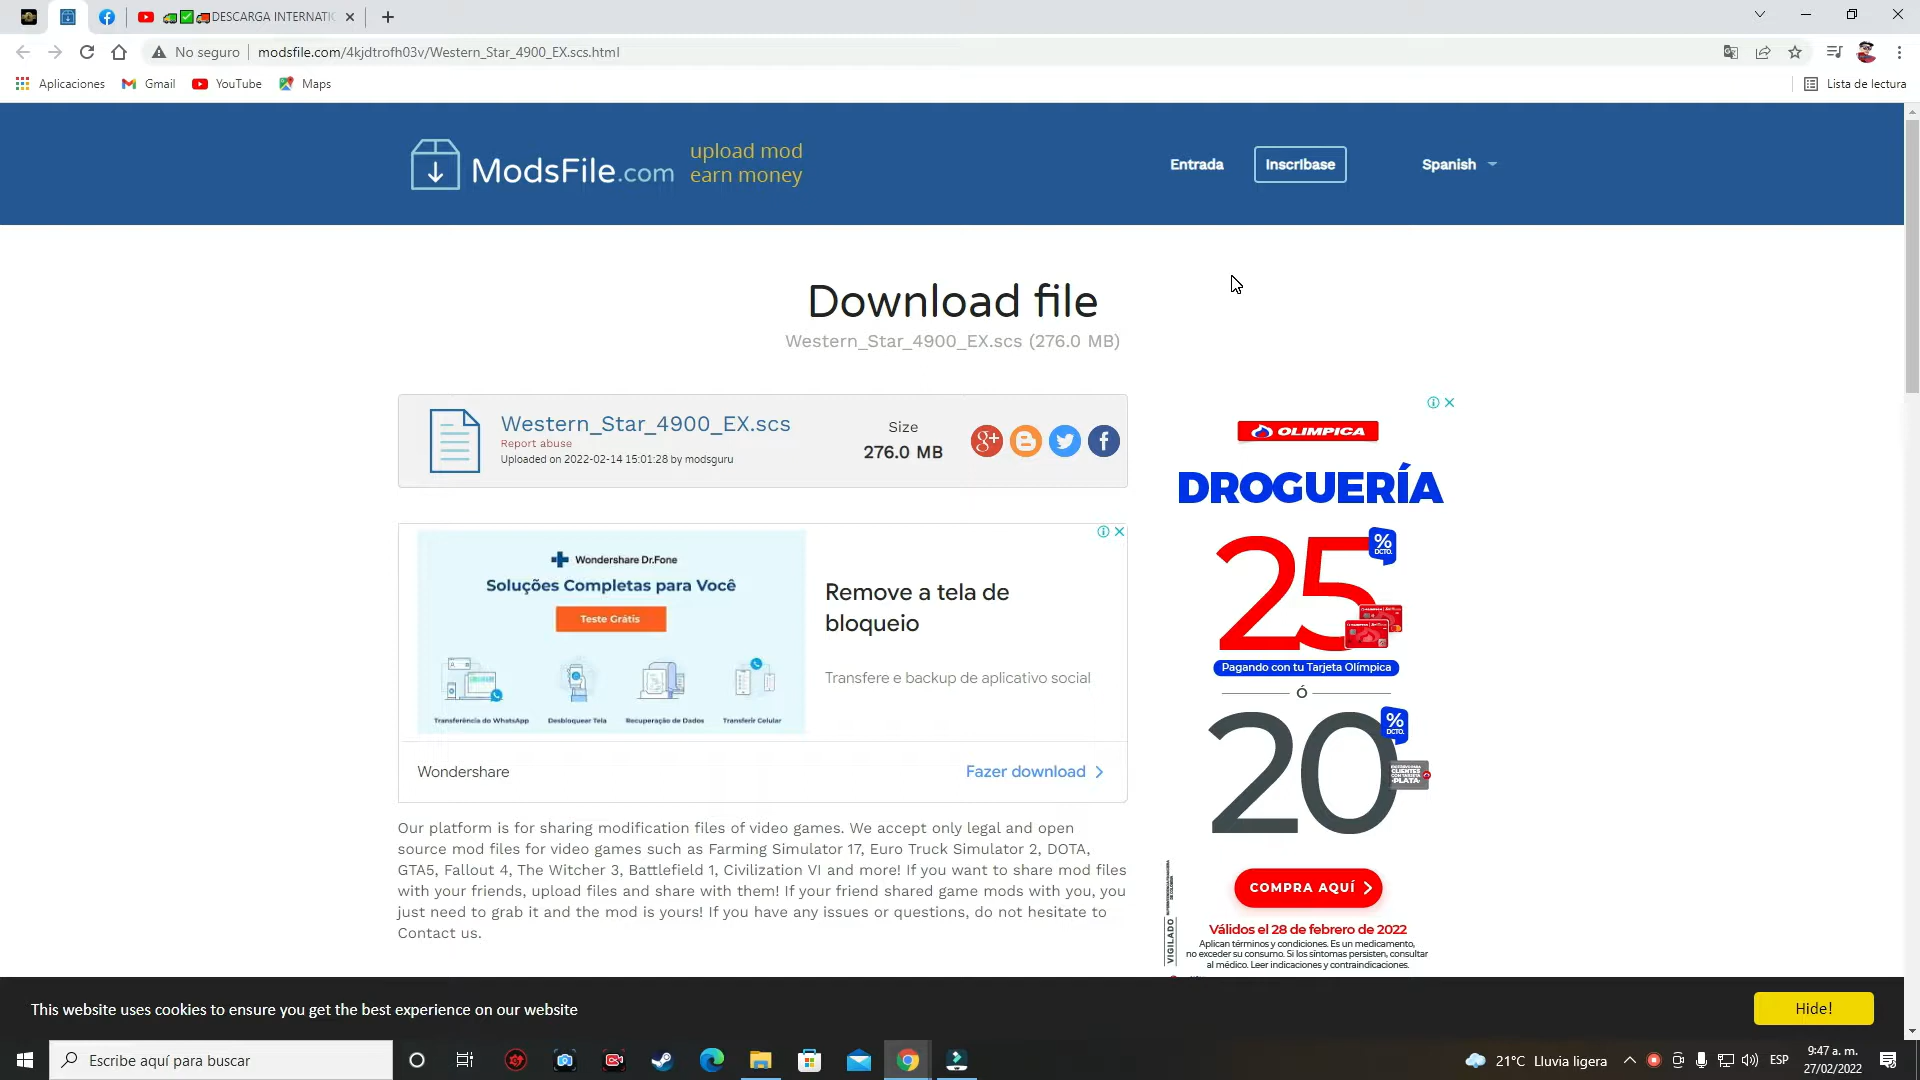 DESCARGA INTERNATIC
No seguro
modsfile.com/4kjdtrofh03v/Western_Star_4900_EX.scs.html
Aplicaciones
Gmail
YouTube
Maps
Lista de lectura
ModsFile.com
upload mod
earn money
Entrada
Inscribase
Spanish
Download file
Western_Star_4900_EX.scs (276.0 MB)
Western_Star_4900_EX.scs
Report abuse
Uploaded on 2022-02-14 15:01:28 by modsguru
Size
276.0 MB
Wondershare Dr.Fone
Soluções Completas para Você
Teste Grátis
Transferência do WhatsApp
Desbloquear Tela
Recuperação de Dados
Transferir Celular
Remove a tela de
bloqueio
Transfere e backup de aplicativo social
Wondershare
Fazer download
Our platform is for sharing modification files of video games. We accept only legal and open
source mod files for video games such as Farming Simulator 17, Euro Truck Simulator 2, DOTA,
GTA5, Fallout 4, The Witcher 3, Battlefield 1, Civilization VI and more! If you want to share mod files
with your friends, upload files and share with them! If your friend shared game mods with you, you
just need to grab it and the mod is yours! If you have any issues or questions, do not hesitate to
Contact us.
OLIMPICA
DROGUERÍA
25
% DCTO.
Pagando con tu Tarjeta Olímpica
Ó
20
% DCTO.
PLATA
COMPRA AQUÍ
VIGILADO
Válidos el 28 de febrero de 2022
Aplican términos y condiciones. Es un medicamento,
no exceder su consumo. Si los síntomas persisten, consultar
al médico. Leer indicaciones y contraindicaciones.
This website uses cookies to ensure you get the best experience on our website
Hide!
Escribe aquí para buscar
21°C Lluvia ligera
ESP
9:47 a. m.
27/02/2022